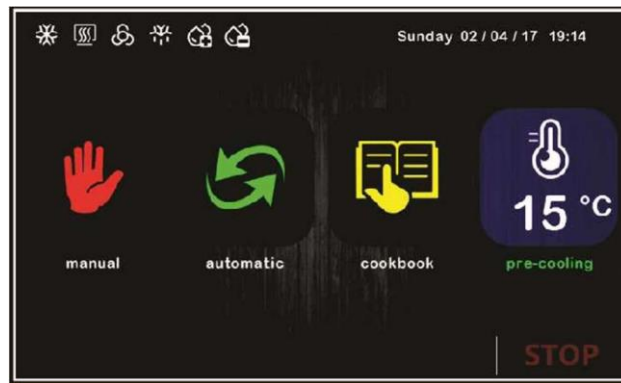 Sunday 02 / 04 / 17 19:14
15 °C
manual automatic cookbook pre-cooling
STOP